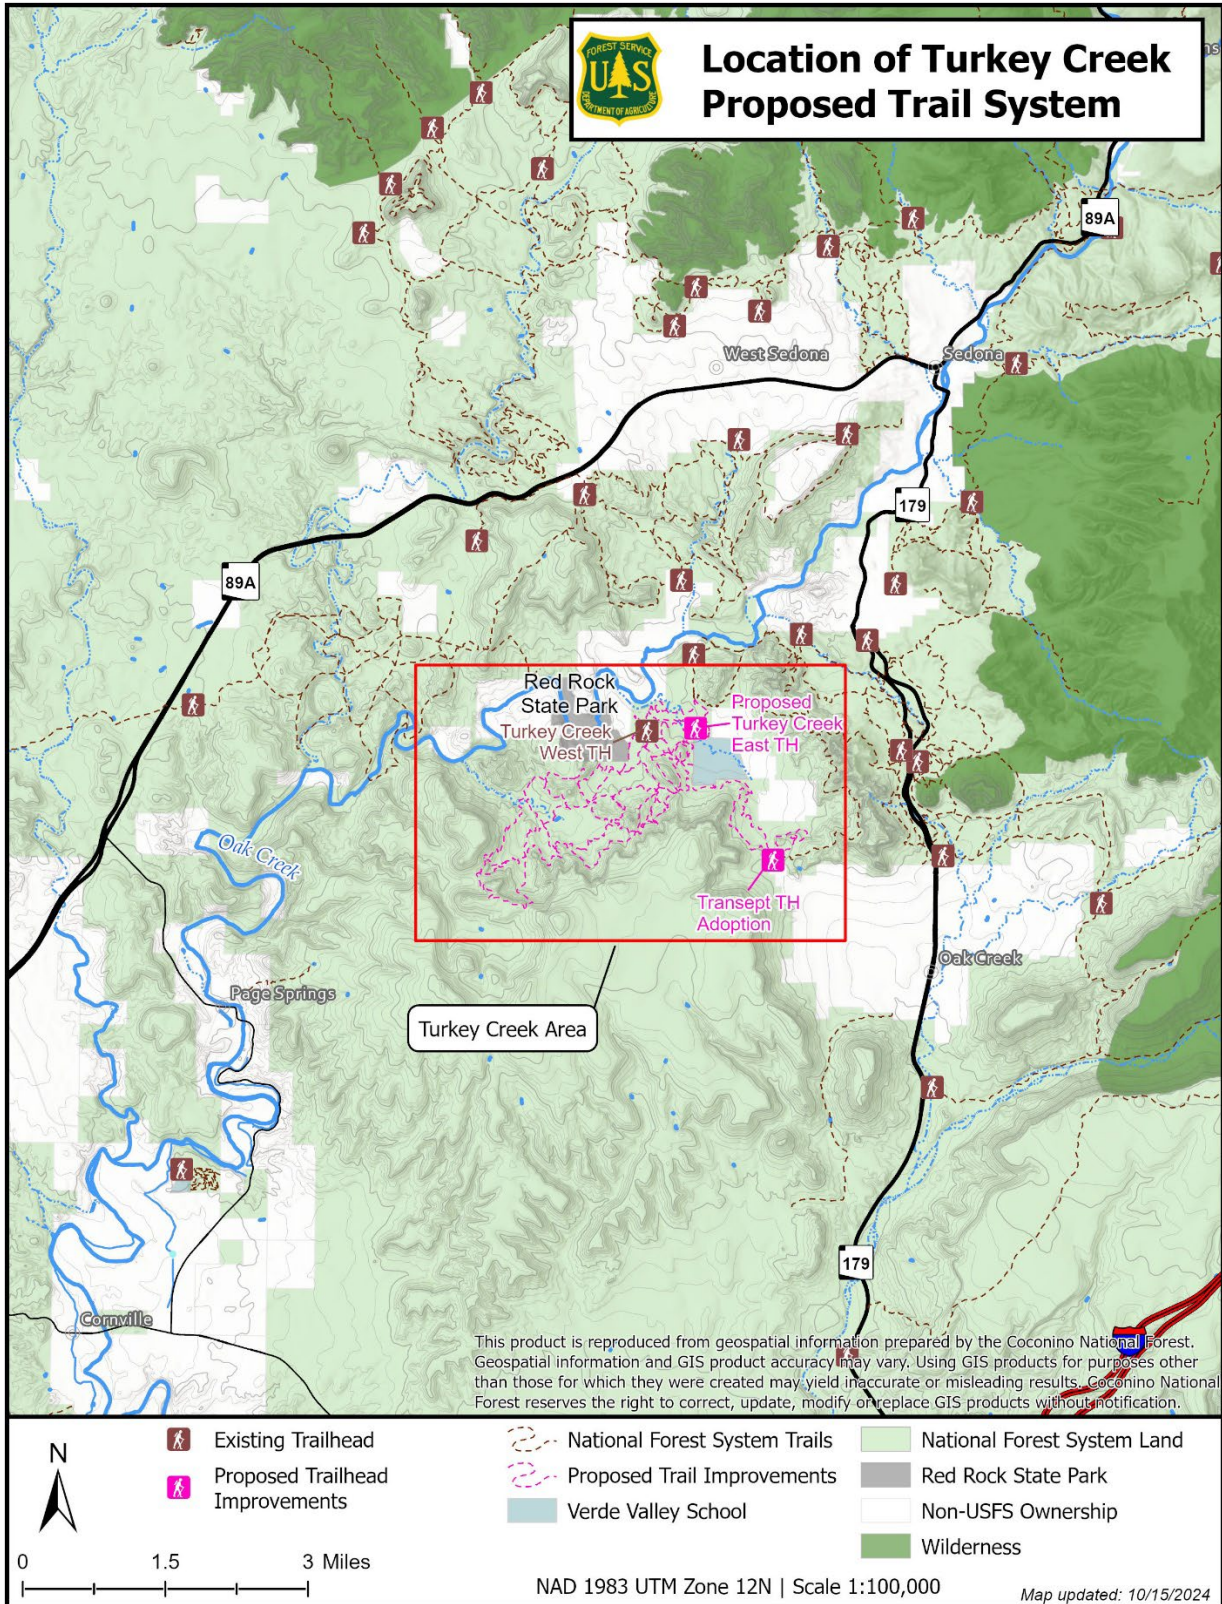 Location of Turkey Creek
Proposed Trail System
FOREST SERVICE
U S
DEPARTMENT OF AGRICULTURE
89A
West Sedona
Sedona
179
89A
Red Rock
State Park
Turkey Creek
West TH
Proposed
Turkey Creek
East TH
Oak Creek
Transept TH
Adoption
Oak Creek
Page Springs
Turkey Creek Area
179
Cornville
This product is reproduced from geospatial information prepared by the Coconino National Forest.
Geospatial information and GIS product accuracy may vary. Using GIS products for purposes other
than those for which they were created may yield inaccurate or misleading results. Coconino National
Forest reserves the right to correct, update, modify or replace GIS products without notification.
N
0 1.5 3 Miles
Existing Trailhead
Proposed Trailhead
Improvements
National Forest System Trails
Proposed Trail Improvements
Verde Valley School
National Forest System Land
Red Rock State Park
Non-USFS Ownership
Wilderness
NAD 1983 UTM Zone 12N | Scale 1:100,000
Map updated: 10/15/2024